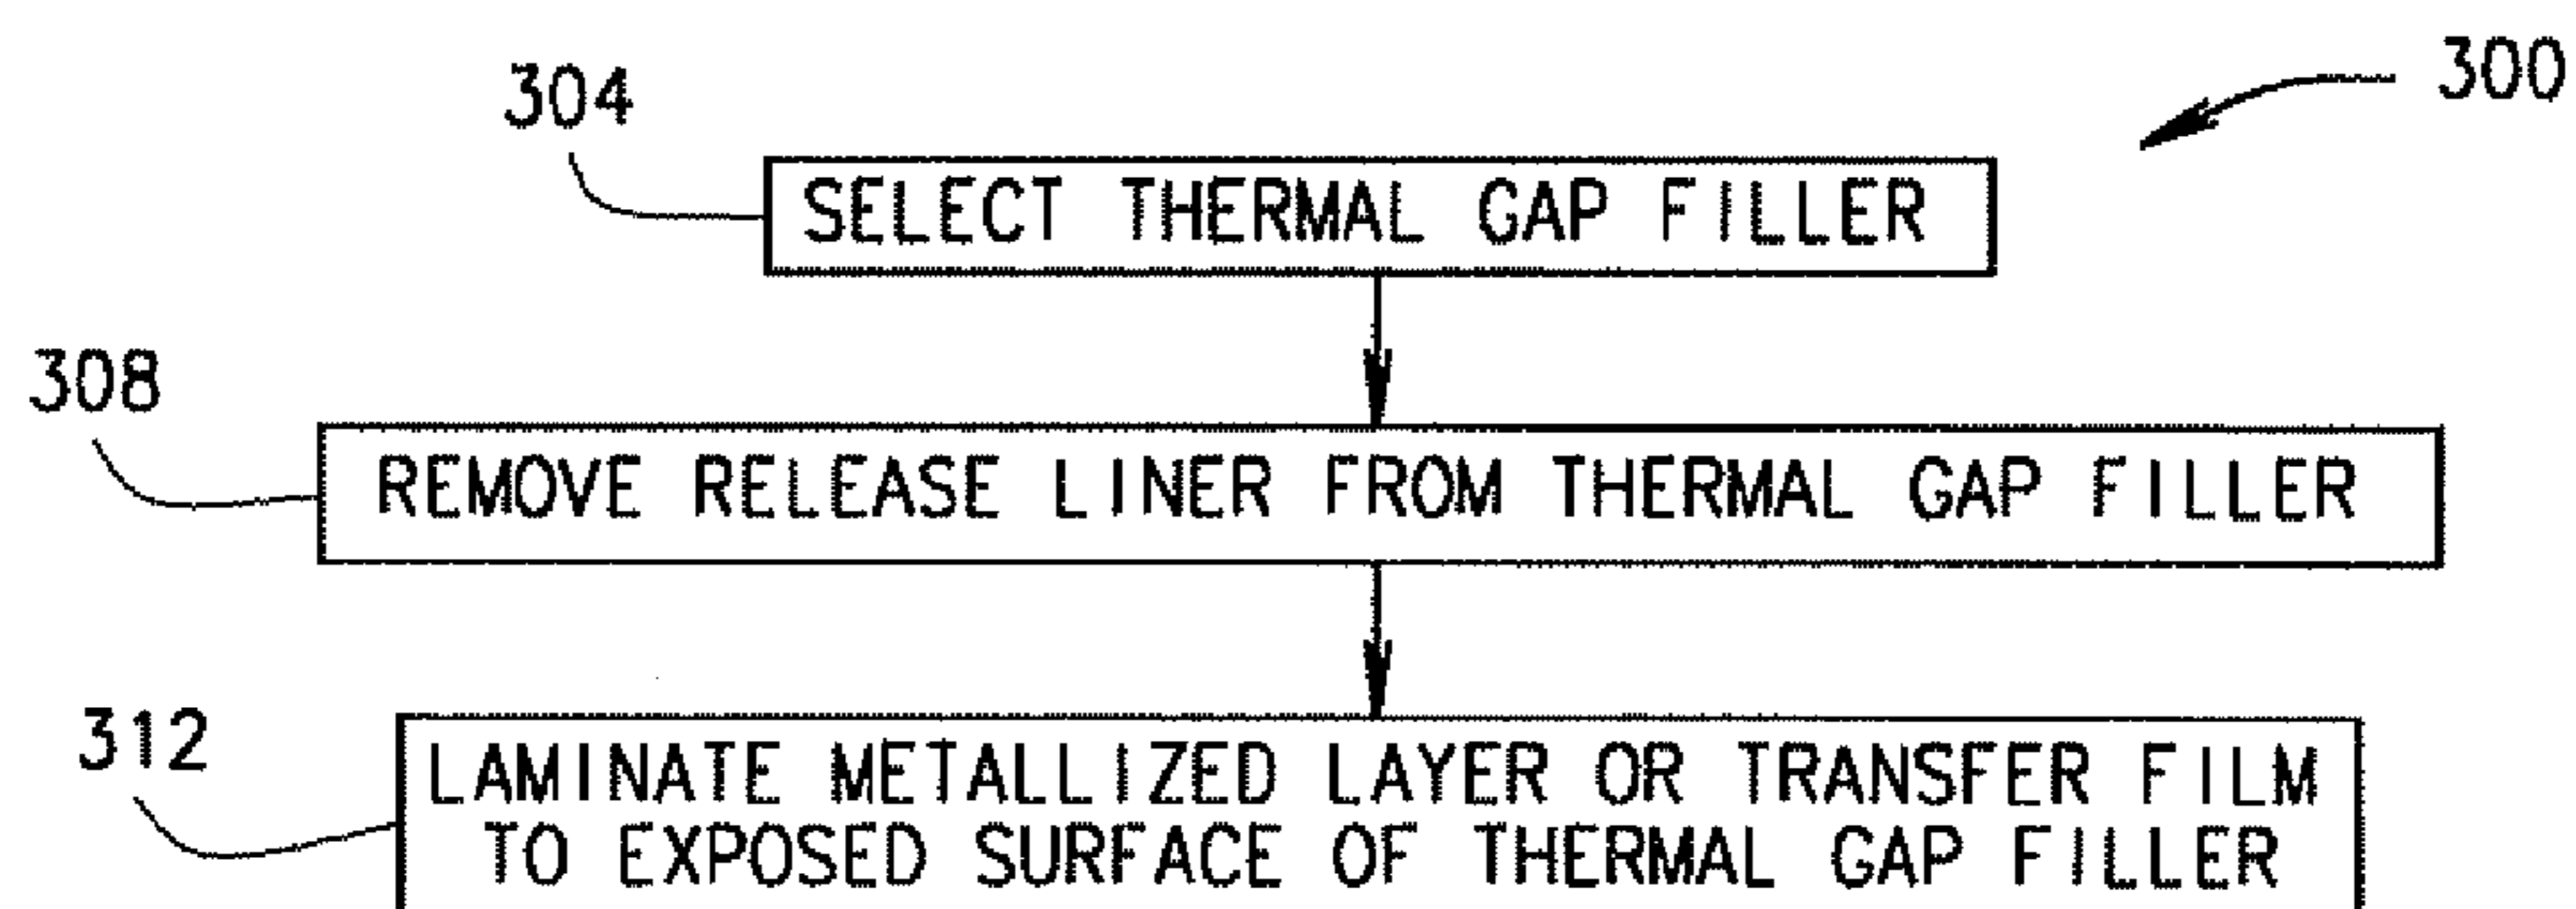 304
300
SELECT THERMAL GAP FILLER
308
REMOVE RELEASE LINER FROM THERMAL GAP FILLER
312
LAMINATE METALLIZED LAYER OR TRANSFER FILM
TO EXPOSED SURFACE OF THERMAL GAP FILLER